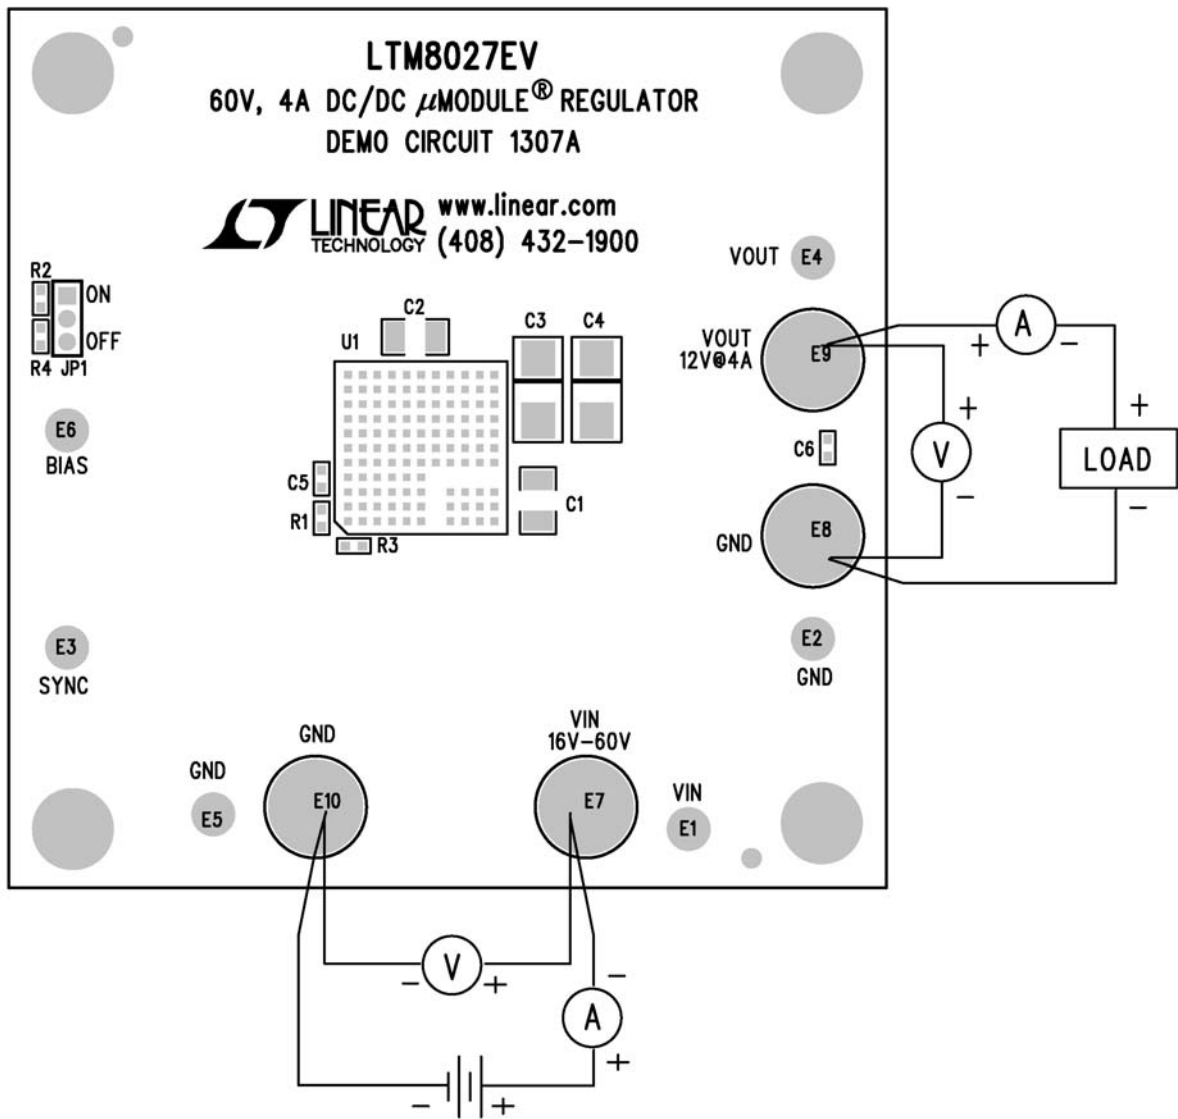 LTM8027EV
60V, 4A DC/DC μMODULE® REGULATOR
DEMO CIRCUIT 1307A
LINEAR
TECHNOLOGY
www.linear.com
(408) 432-1900
R2
ON
OFF
R4 JP1
E6
BIAS
E3
SYNC
U1
C2
C3
C4
C5
R1
R3
C1
VOUT E4
VOUT
12V@4A
E9
C6
GND
E8
E2
GND
+ A -
+
V
-
+
LOAD
-
GND
E10
GND
E5
VIN
16V-60V
E7
VIN
E1
- V +
-
A
+
- +